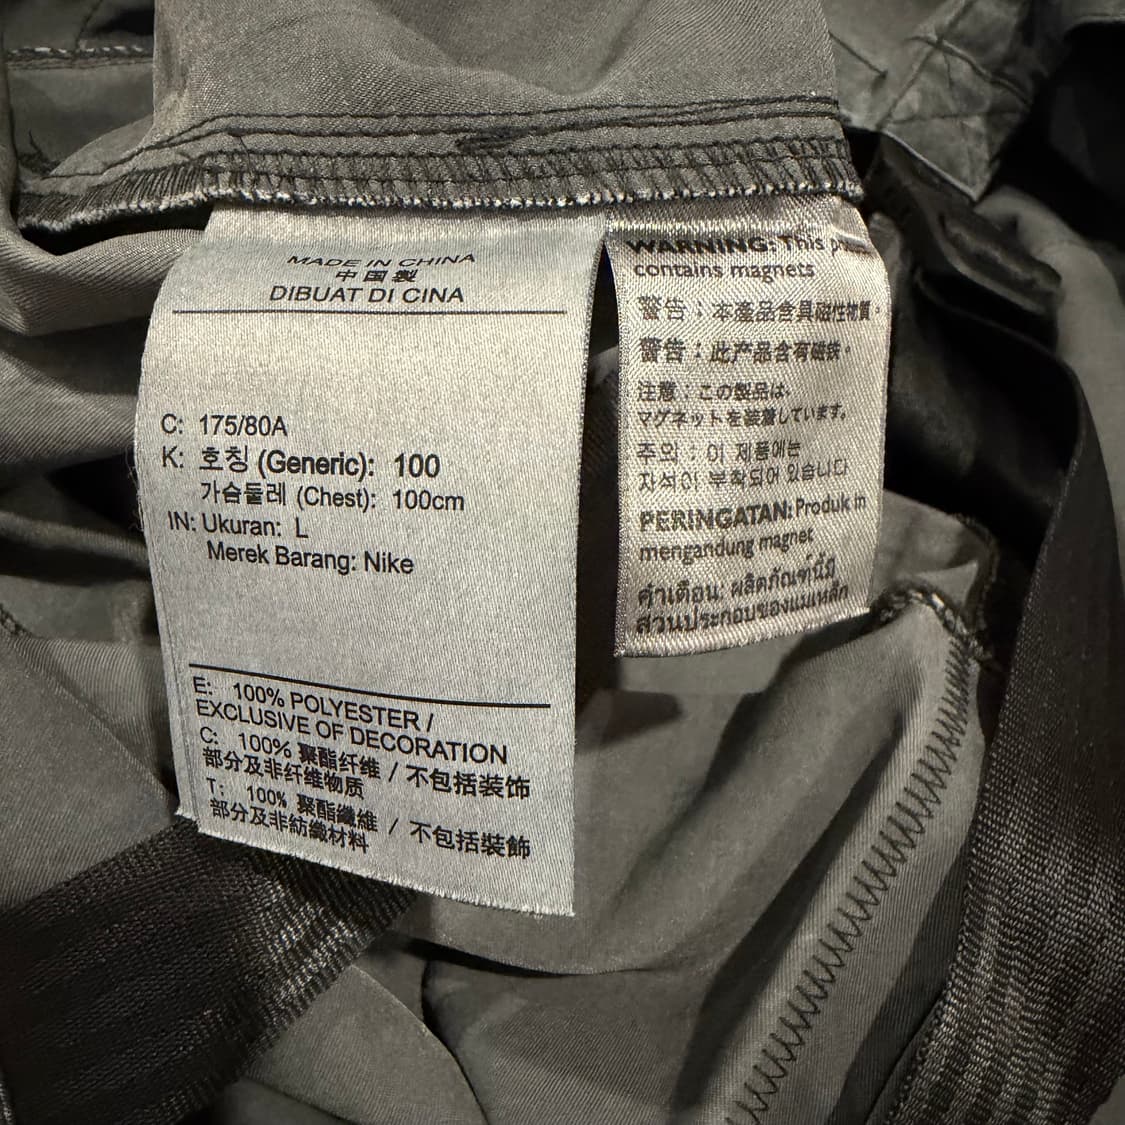 MADE IN CHINA
中国製
DIBUAT DI CINA
C: 175/80A
K: 호칭 (Generic): 100
가슴둘레 (Chest): 100cm
IN: Ukuran: L
Merek Barang: Nike
E: 100% POLYESTER /
EXCLUSIVE OF DECORATION
C: 100% 聚酯纤维 / 不包括装饰
部分及非纤维物质
T: 100% 聚酯纖維 / 不包括裝飾
部分及非紡織材料
WARNING: This
contains magnets
警告：本產品含具磁性物質。
警告：此产品含有磁铁。
注意：この製品は、
マグネットを装着しています。
주의：이 제품에는
자석이 부착되어 있습니다
PERINGATAN: Produk in
mengandung magnet
คำเตือน: ผลิตภัณฑ์นี้มี
ส่วนประกอบของแม่เหล็ก